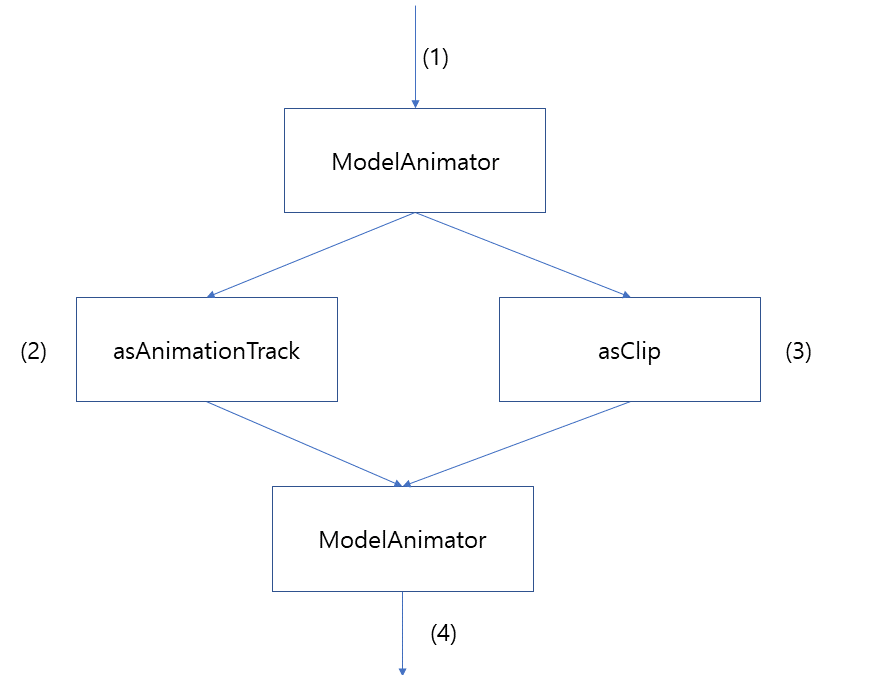 (1)
ModelAnimator
(2)
asAnimationTrack
asClip
(3)
ModelAnimator
(4)